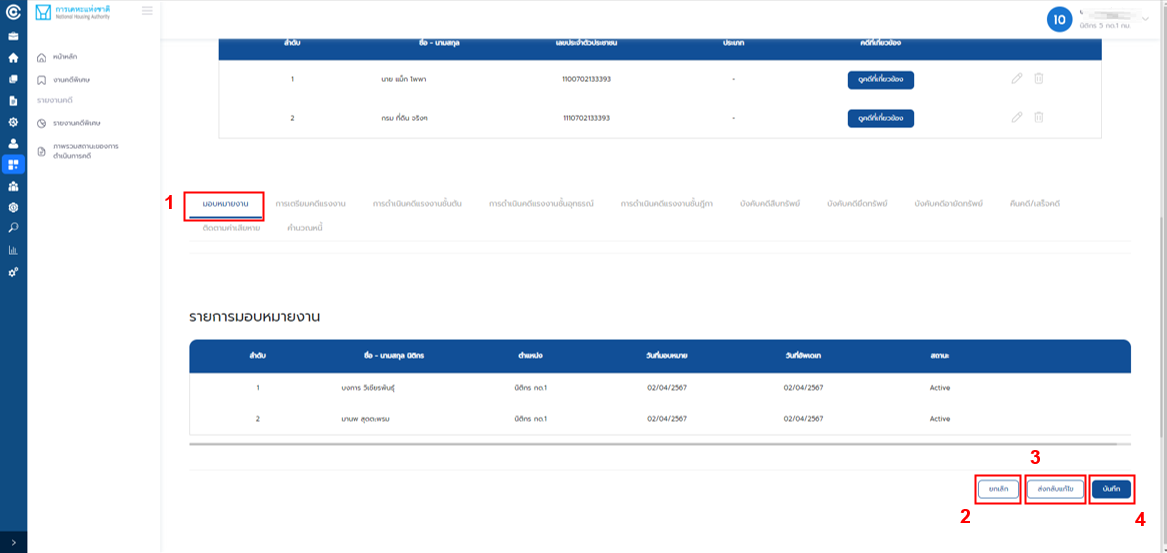 การเคหะแห่งชาติ
National Housing Authority
10
นิติกร 3 กด.1 กม
หน้าหลัก
งานคดีพิเศษ
รายงานคดี
รายงานคดีพิเศษ
ภาพรวมสถานะของการ
ดำเนินการคดี
ลำดับ ชื่อ - นามสกุล เลขประจำตัวประชาชน ประเภท คดีที่เกี่ยวข้อง
1 นาย แม็ก ไพพา 1100702133393 - ดูคดีที่เกี่ยวข้อง
2 กรม ที่ดิน จริงๆ 1110702133393 - ดูคดีที่เกี่ยวข้อง
1
มอบหมายงาน การเตรียมคดีแรงงาน การดำเนินคดีแรงงานชั้นต้น การดำเนินคดีแรงงานชั้นอุทธรณ์ การดำเนินคดีแรงงานชั้นฎีกา บังคับคดีสืบทรัพย์ บังคับคดียึดทรัพย์ บังคับคดีอายัดทรัพย์ คืนคดี/เสร็จคดี
ติดตามค่าเสียหาย คำนวณหนี้
รายการมอบหมายงาน
ลำดับ ชื่อ - นามสกุล นิติกร ตำแหน่ง วันที่มอบหมาย วันที่อัพเดท สถานะ
1 บงการ วิเชียรพันธุ์ นิติกร กด.1 02/04/2567 02/04/2567 Active
2 มานพ สุดตะพรม นิติกร กด.1 02/04/2567 02/04/2567 Active
3
ยกเลิก ส่งกลับแก้ไข บันทึก
2 4